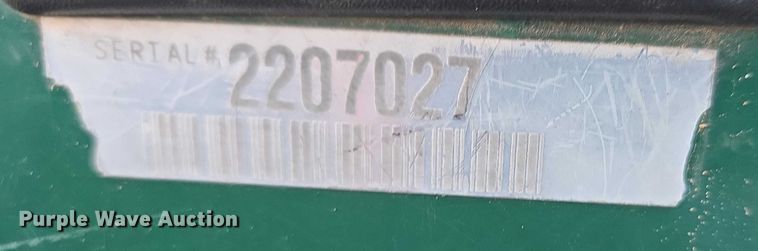 SERIAL# 2207027
Purple Wave Auction